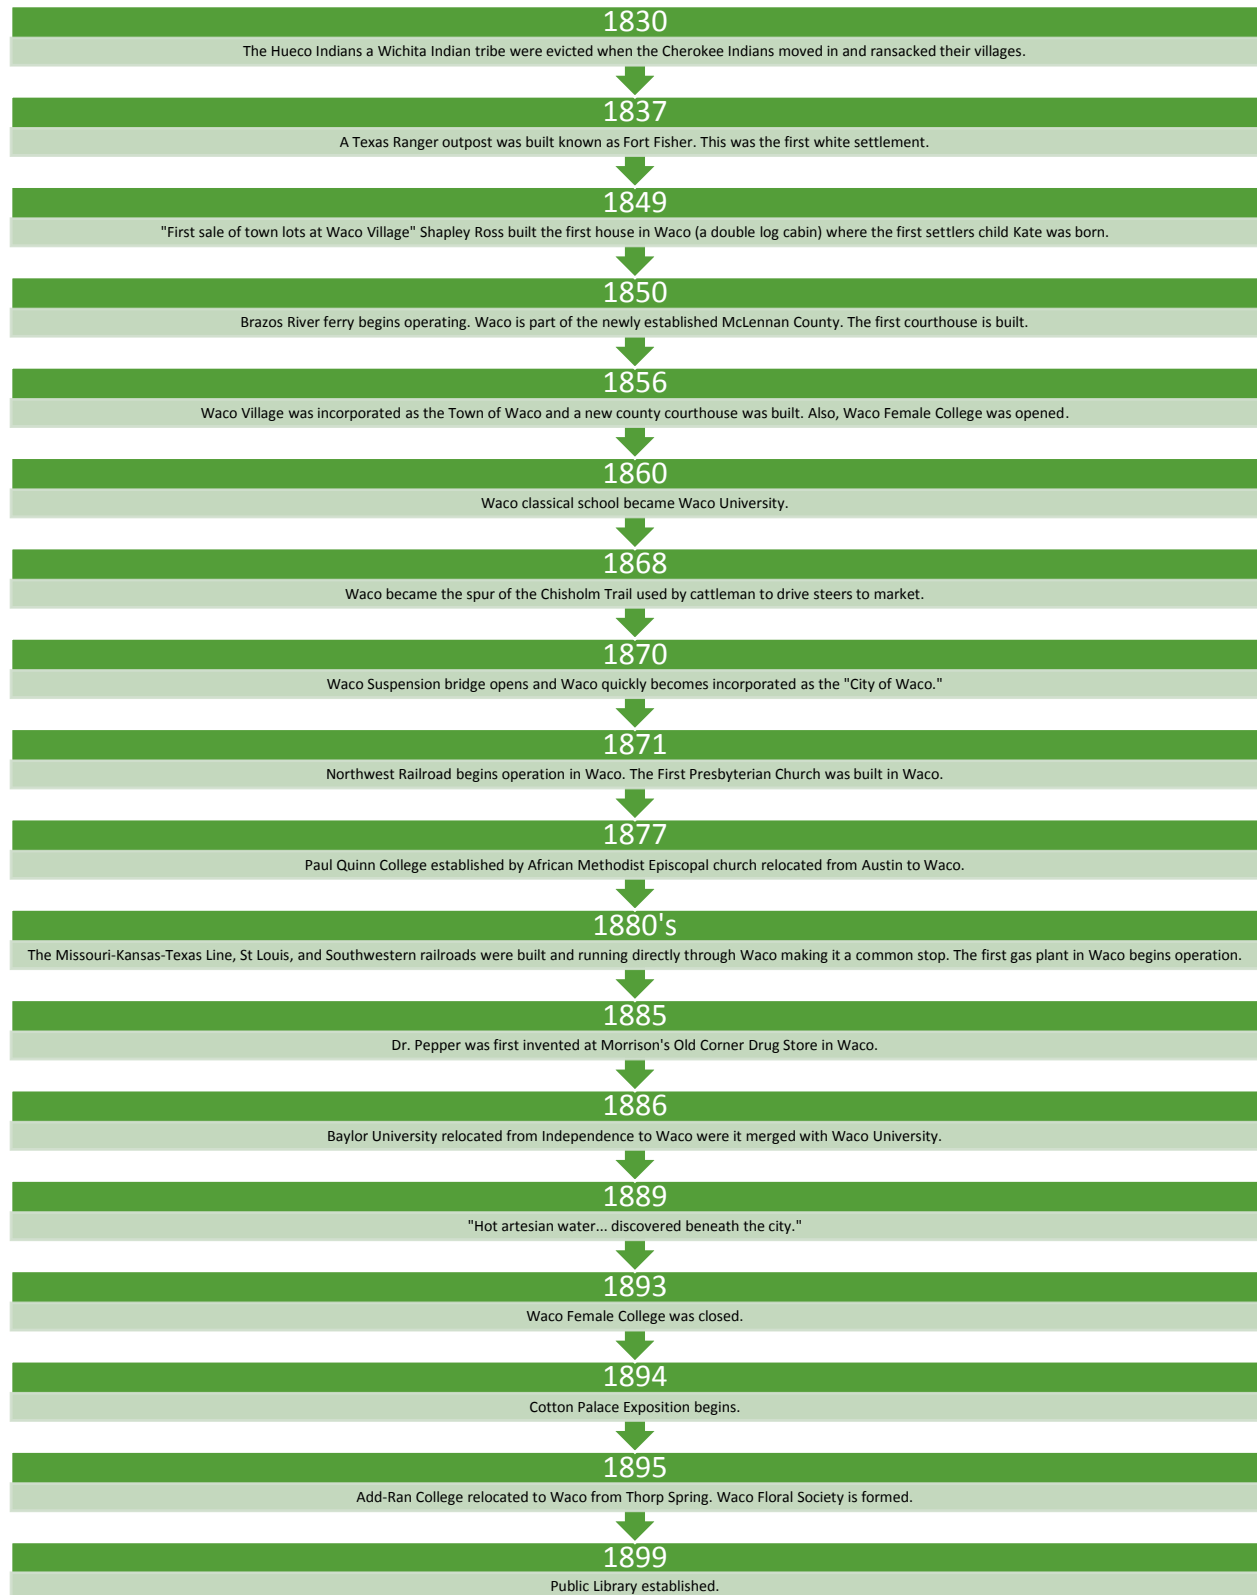 1830
The Hueco Indians a Wichita Indian tribe were evicted when the Cherokee Indians moved in and ransacked their villages.
1837
A Texas Ranger outpost was built known as Fort Fisher. This was the first white settlement.
1849
"First sale of town lots at Waco Village" Shapley Ross built the first house in Waco (a double log cabin) where the first settlers child Kate was born.
1850
Brazos River ferry begins operating. Waco is part of the newly established McLennan County. The first courthouse is built.
1856
Waco Village was incorporated as the Town of Waco and a new county courthouse was built. Also, Waco Female College was opened.
1860
Waco classical school became Waco University.
1868
Waco became the spur of the Chisholm Trail used by cattleman to drive steers to market.
1870
Waco Suspension bridge opens and Waco quickly becomes incorporated as the "City of Waco."
1871
Northwest Railroad begins operation in Waco. The First Presbyterian Church was built in Waco.
1877
Paul Quinn College established by African Methodist Episcopal church relocated from Austin to Waco.
1880's
The Missouri-Kansas-Texas Line, St Louis, and Southwestern railroads were built and running directly through Waco making it a common stop. The first gas plant in Waco begins operation.
1885
Dr. Pepper was first invented at Morrison's Old Corner Drug Store in Waco.
1886
Baylor University relocated from Independence to Waco were it merged with Waco University.
1889
"Hot artesian water... discovered beneath the city."
1893
Waco Female College was closed.
1894
Cotton Palace Exposition begins.
1895
Add-Ran College relocated to Waco from Thorp Spring. Waco Floral Society is formed.
1899
Public Library established.